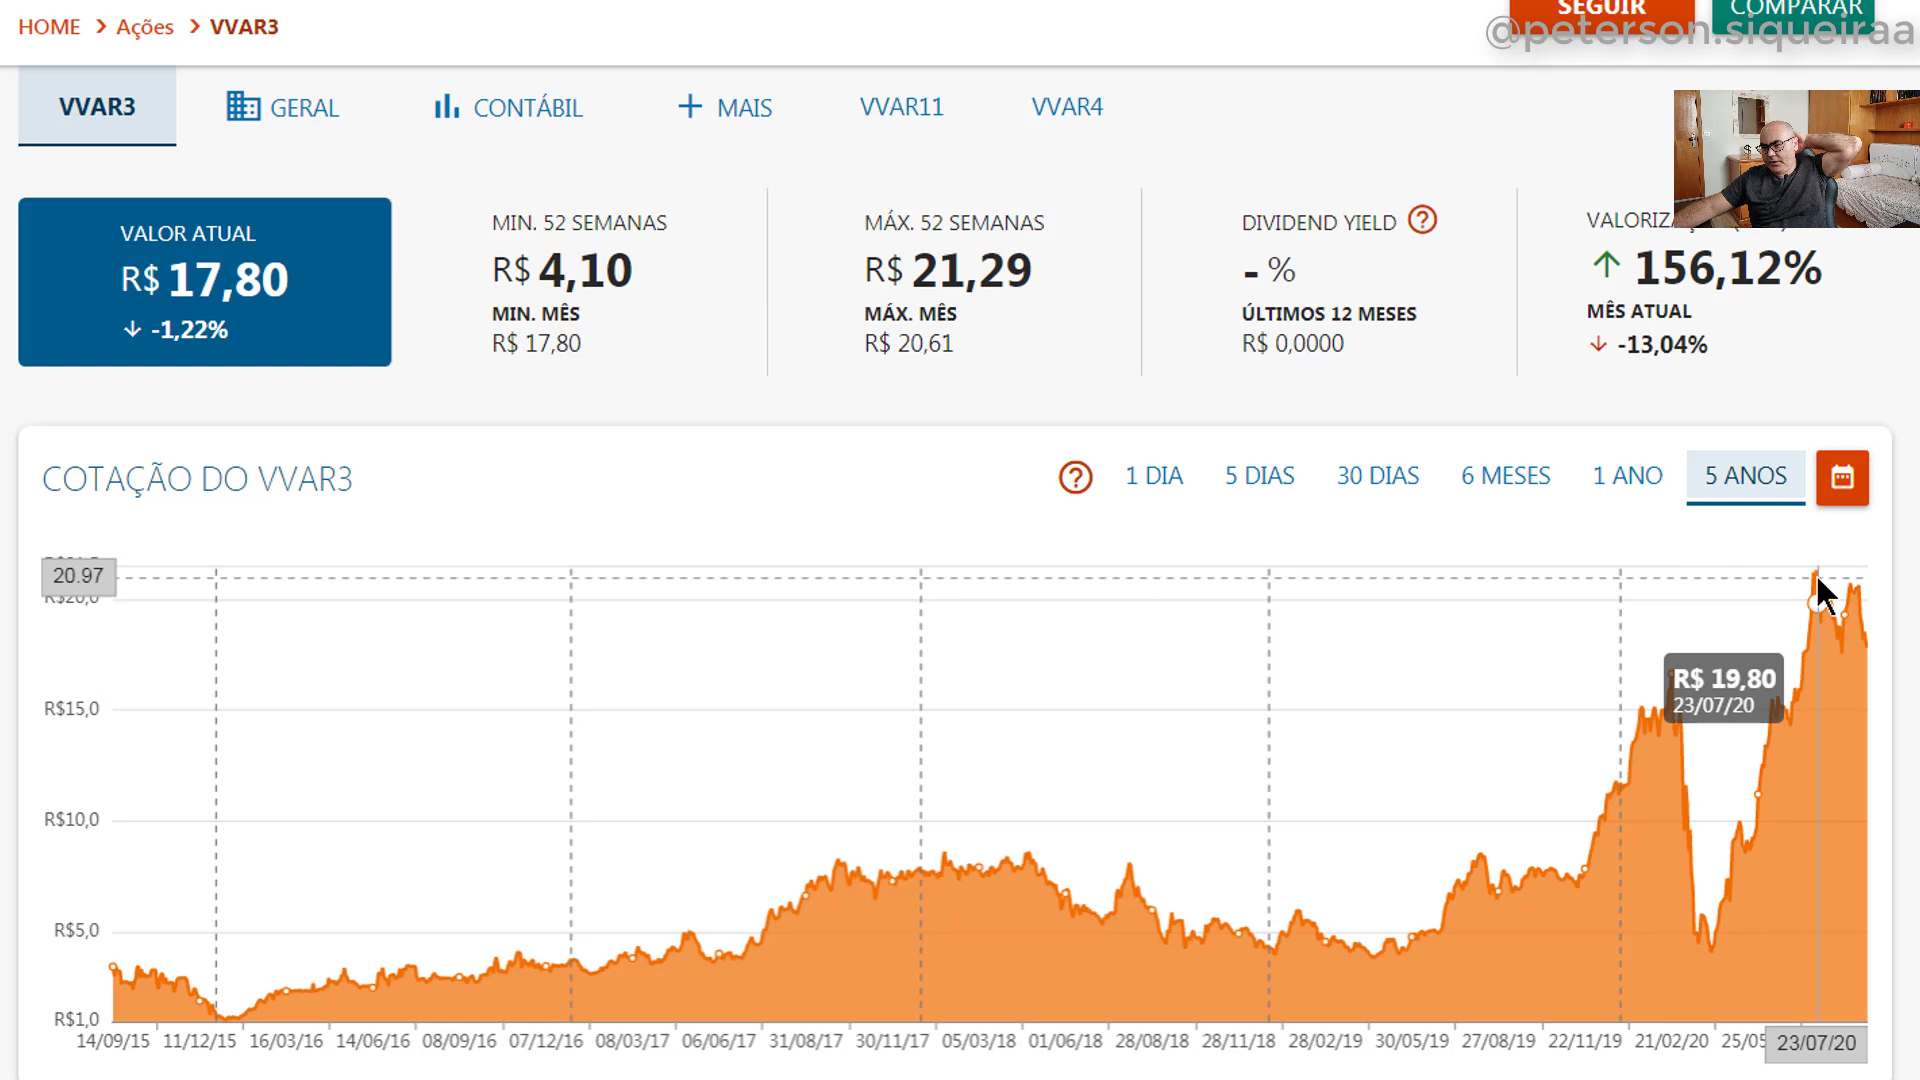 HOME > Ações > VVAR3
SEGUIR
COMPARAR
@peterson.siqueiraa
VVAR3
GERAL
CONTÁBIL
MAIS
VVAR11
VVAR4
VALOR ATUAL
R$ 17,80
-1,22%
MIN. 52 SEMANAS
R$ 4,10
MIN. MÊS
R$ 17,80
MÁX. 52 SEMANAS
R$ 21,29
MÁX. MÊS
R$ 20,61
DIVIDEND YIELD
- %
ÚLTIMOS 12 MESES
R$ 0,0000
156,12%
MÊS ATUAL
-13,04%
COTAÇÃO DO VVAR3
1 DIA
5 DIAS
30 DIAS
6 MESES
1 ANO
5 ANOS
20.97
R$20,0
R$15,0
R$10,0
R$5,0
R$1,0
R$ 19,80
23/07/20
14/09/15 11/12/15 16/03/16 14/06/16 08/09/16 07/12/16 08/03/17 06/06/17 31/08/17 30/11/17 05/03/18 01/06/18 28/08/18 28/11/18 28/02/19 30/05/19 27/08/19 22/11/19 21/02/20 23/07/20